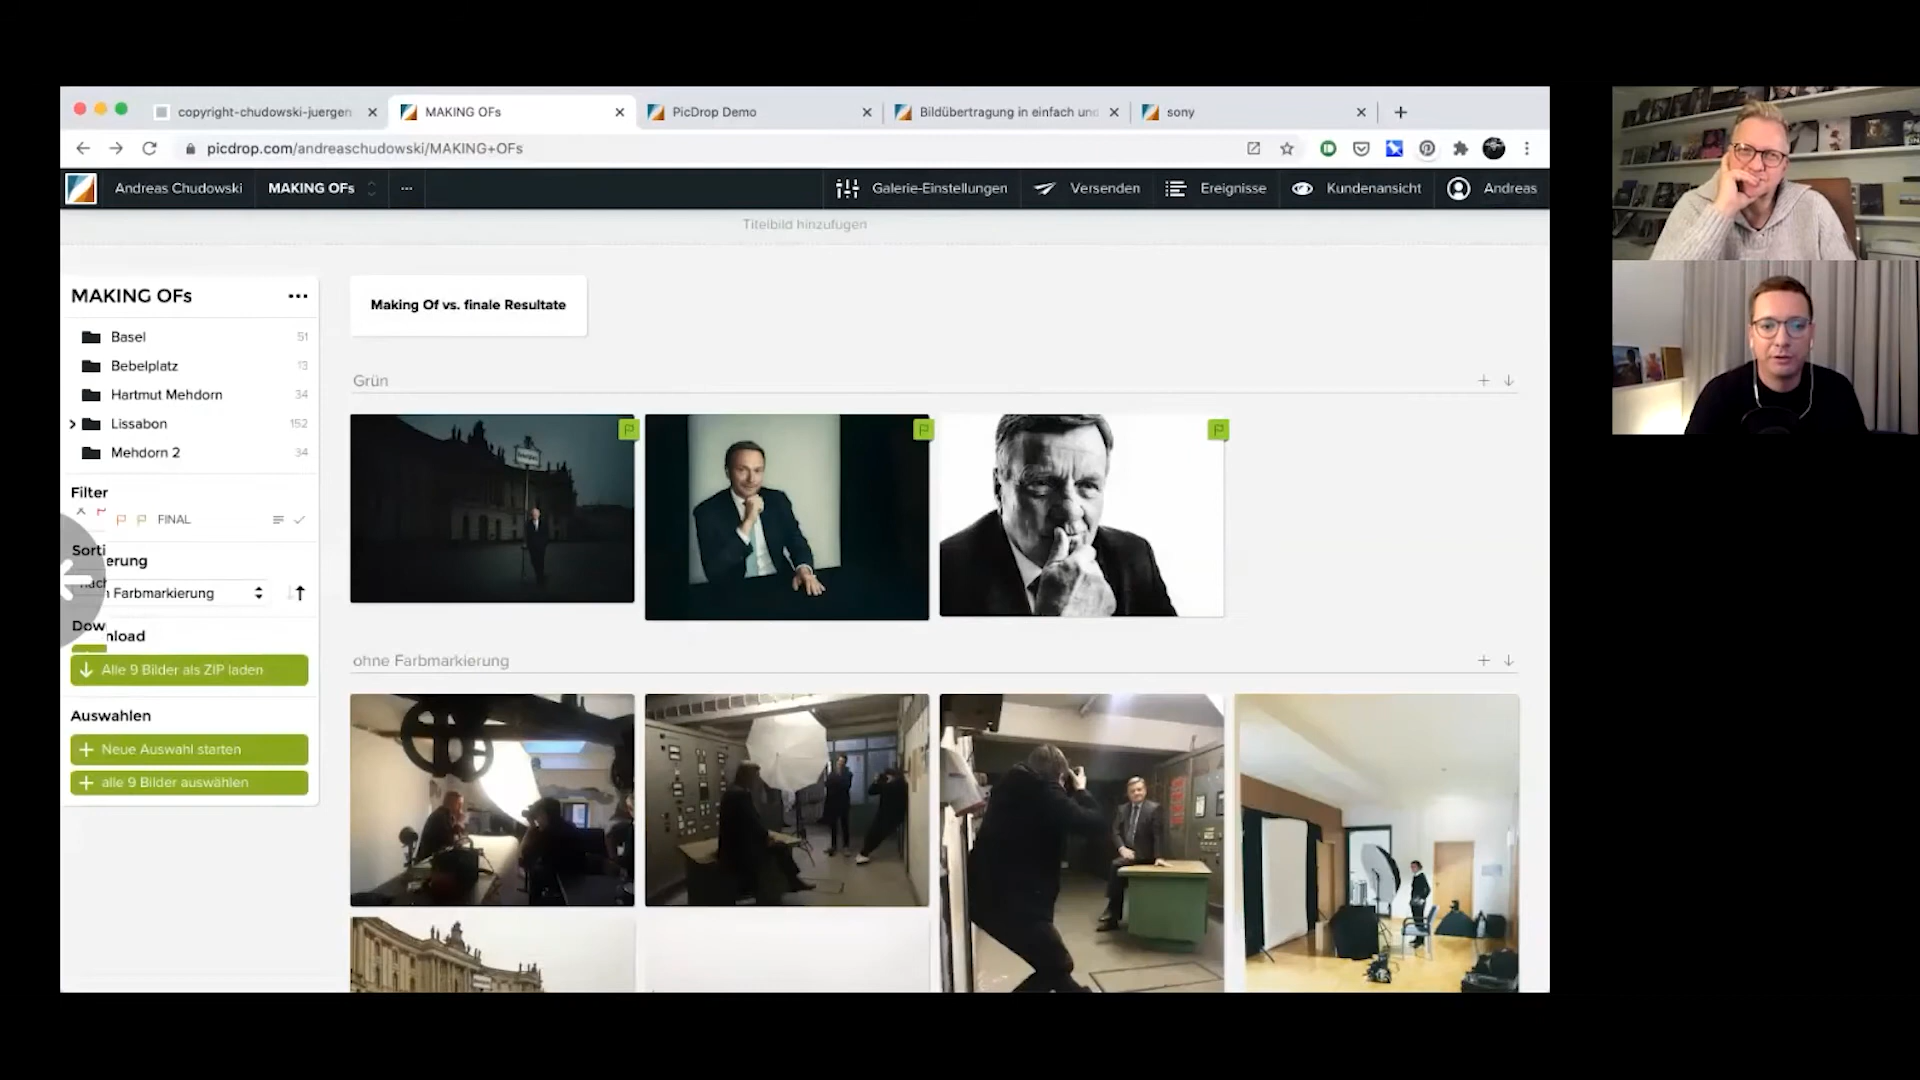 copyright-chudowski-juergen
MAKING OFs
PicDrop Demo
Bildübertragung in einfach und
sony
picdrop.com/andreaschudowski/MAKING+OFs
Andreas Chudowski
MAKING OFs
...
Galerie-Einstellungen
Versenden
Ereignisse
Kundenansicht
Andreas
Titelbild hinzufügen
MAKING OFs
Basel 51
Bebelplatz 13
Hartmut Mehdorn 34
Lissabon 152
Mehdorn 2 34
Filter
FINAL
Sortierung
nach Farbmarkierung
Download
Alle 9 Bilder als ZIP laden
Auswahlen
Neue Auswahl starten
alle 9 Bilder auswählen
Making Of vs. finale Resultate
Grün
ohne Farbmarkierung